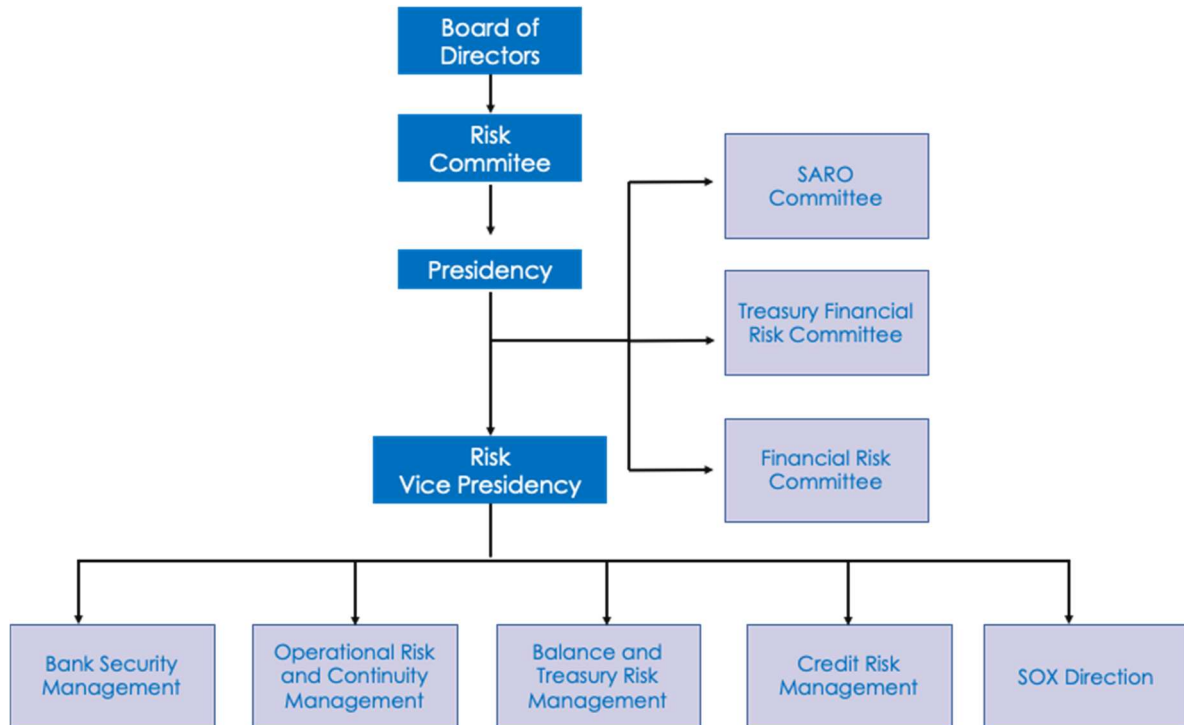 Board of
Directors
Risk
Commitee
SARO
Committee
Presidency
Treasury Financial
Risk Committee
Risk
Vice Presidency
Financial Risk
Committee
Bank Security
Management
Operational Risk
and Continuity
Management
Balance and
Treasury Risk
Management
Credit Risk
Management
SOX Direction